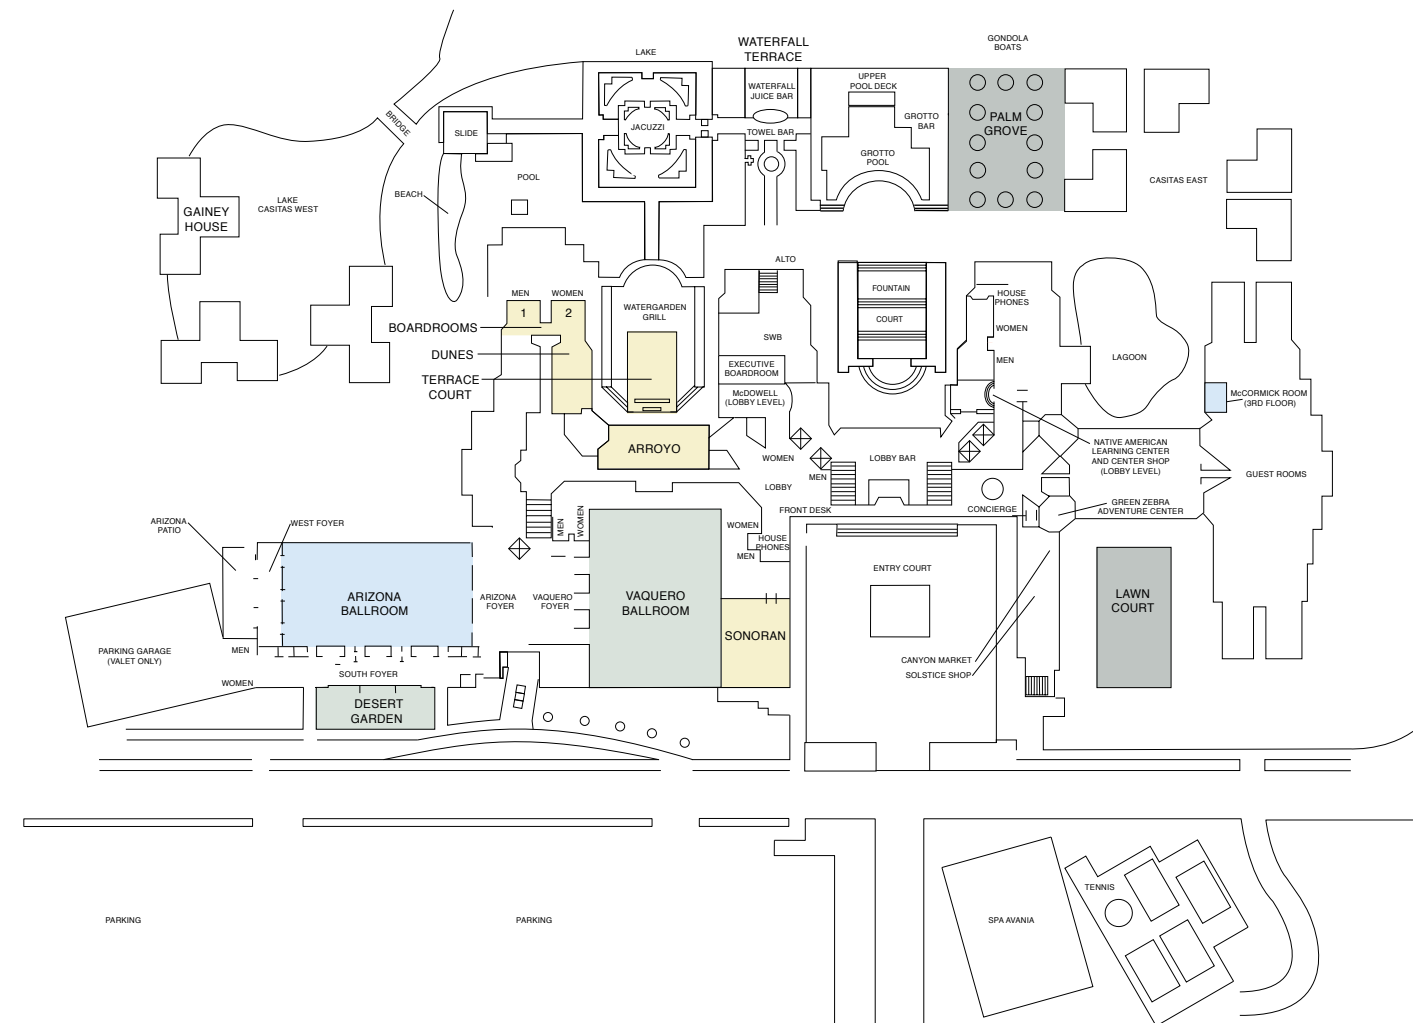 GONDOLA
BOATS
WATERFALL
TERRACE
LAKE
WATERFALL
JUICE BAR
UPPER
POOL DECK
GROTTO
BAR
PALM
GROVE
BRIDGE
SLIDE
JACUZZI
TOWEL BAR
GROTTO
POOL
POOL
CASITAS EAST
BEACH
LAKE
CASITAS WEST
GAINEY
HOUSE
ALTO
MEN
WOMEN
1
2
WATERGARDEN
GRILL
FOUNTAIN
COURT
HOUSE
PHONES
WOMEN
MEN
BOARDROOMS
DUNES
TERRACE
COURT
SWB
EXECUTIVE
BOARDROOM
McDOWELL
(LOBBY LEVEL)
LAGOON
McCORMICK ROOM
(3RD FLOOR)
ARROYO
WOMEN
MEN
LOBBY BAR
NATIVE AMERICAN
LEARNING CENTER
AND CENTER SHOP
(LOBBY LEVEL)
GUEST ROOMS
LOBBY
FRONT DESK
CONCIERGE
GREEN ZEBRA
ADVENTURE CENTER
ARIZONA
PATIO
WEST FOYER
MEN
WOMEN
WOMEN
HOUSE
PHONES
MEN
ENTRY COURT
ARIZONA
BALLROOM
ARIZONA
FOYER
VAQUERO
FOYER
VAQUERO
BALLROOM
LAWN
COURT
SONORAN
PARKING GARAGE
(VALET ONLY)
MEN
WOMEN
SOUTH FOYER
CANYON MARKET
SOLSTICE SHOP
DESERT
GARDEN
TENNIS
PARKING
PARKING
SPA AVANIA